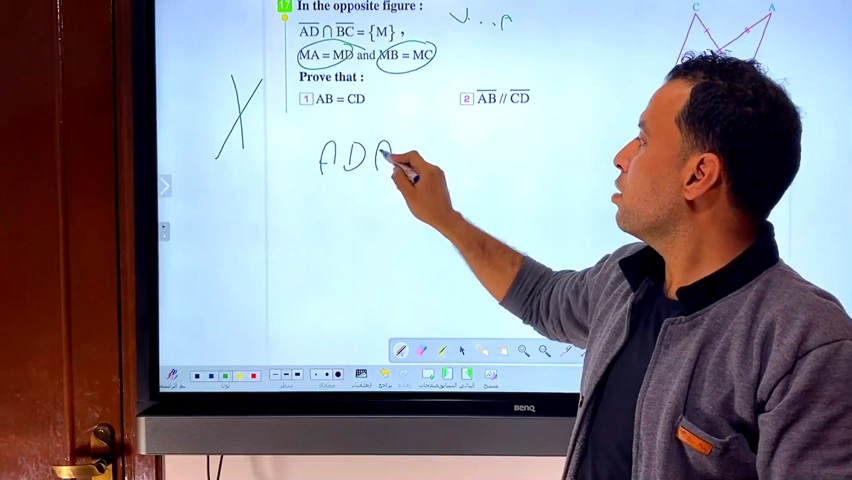 17 In the opposite figure :
AD ∩ BC = {M} ,
MA = MD and MB = MC
Prove that :
1 AB = CD
2 AB // CD
C A
A D A
BenQ